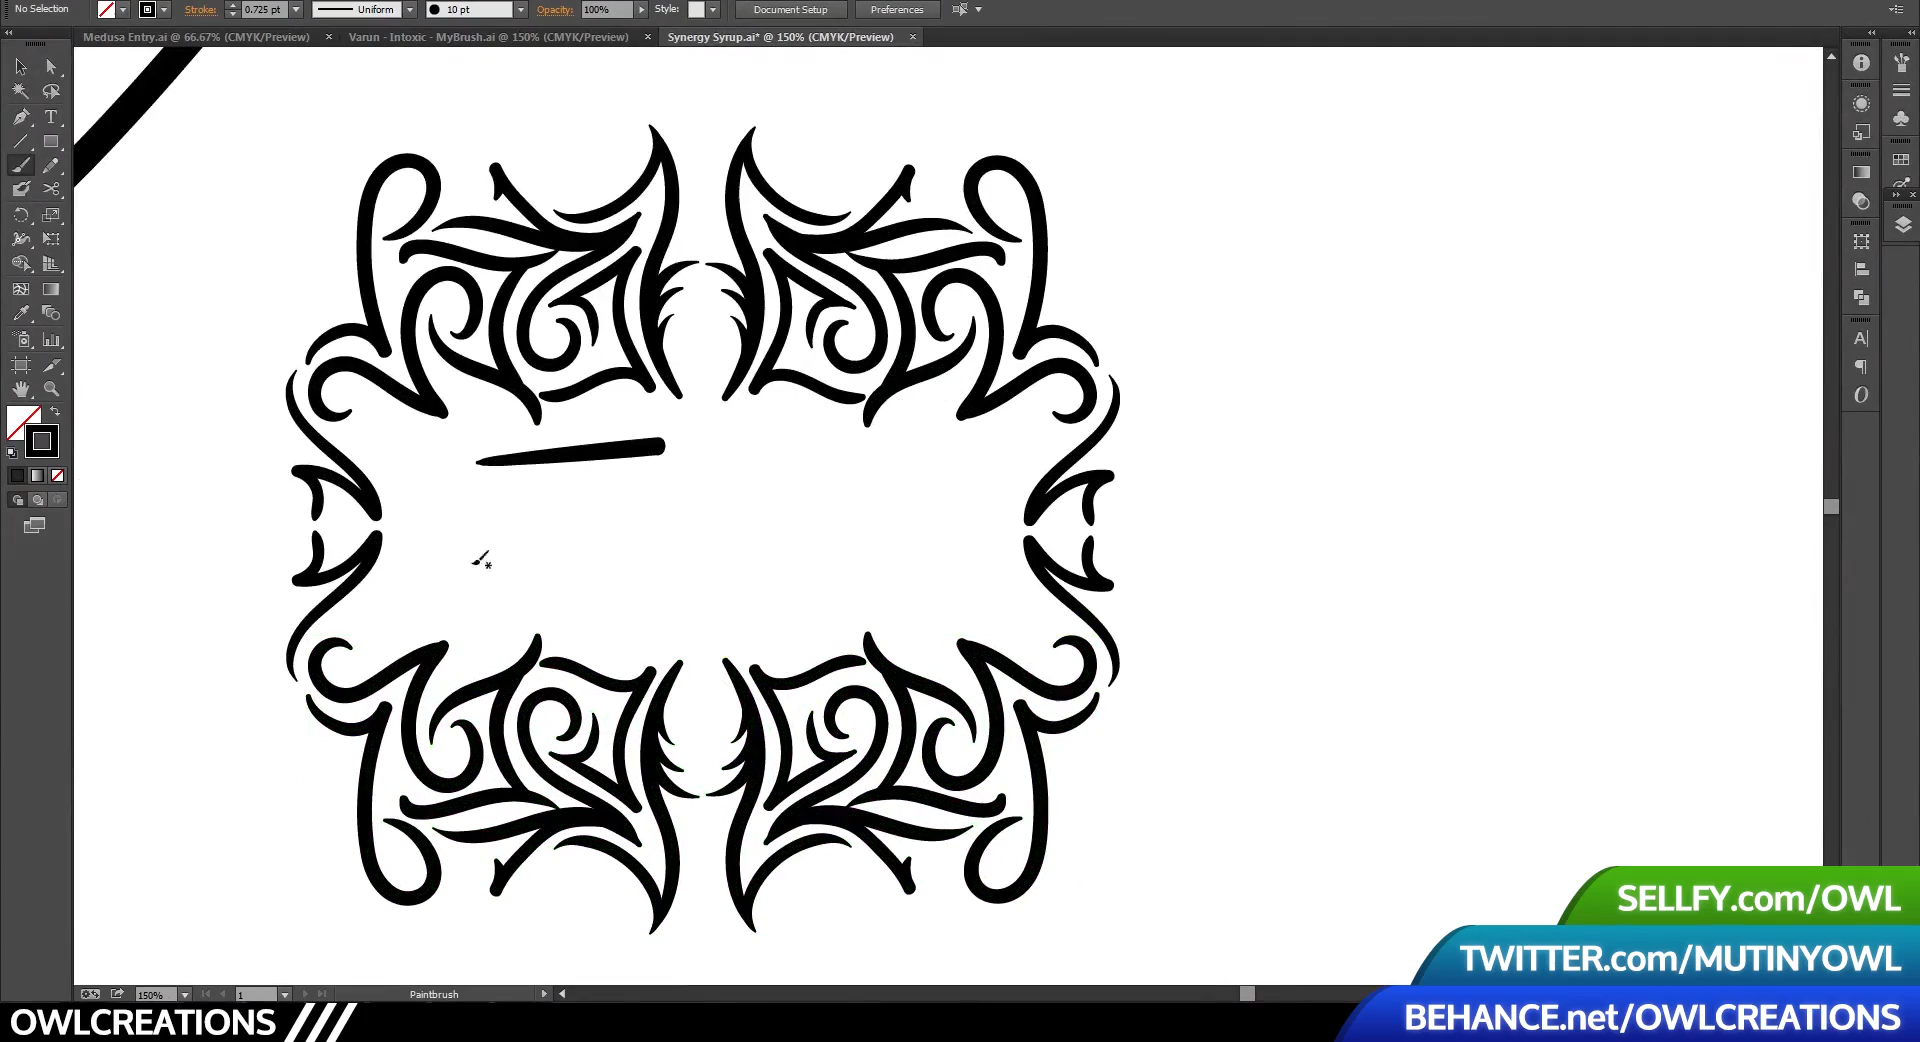 No Selection Stroke: 0.725 pt Uniform 10 pt Opacity: 100% Style: Document Setup Preferences
Medusa Entry.ai @ 66.67% (CMYK/Preview) × Varun - Intoxic - MyBrush.ai @ 150% (CMYK/Preview) × Synergy Syrup.ai* @ 150% (CMYK/Preview) ×
SELLFY.com/OWL
TWITTER.com/MUTINYOWL
150% 1 Paintbrush
OWLCREATIONS
BEHANCE.net/OWLCREATIONS